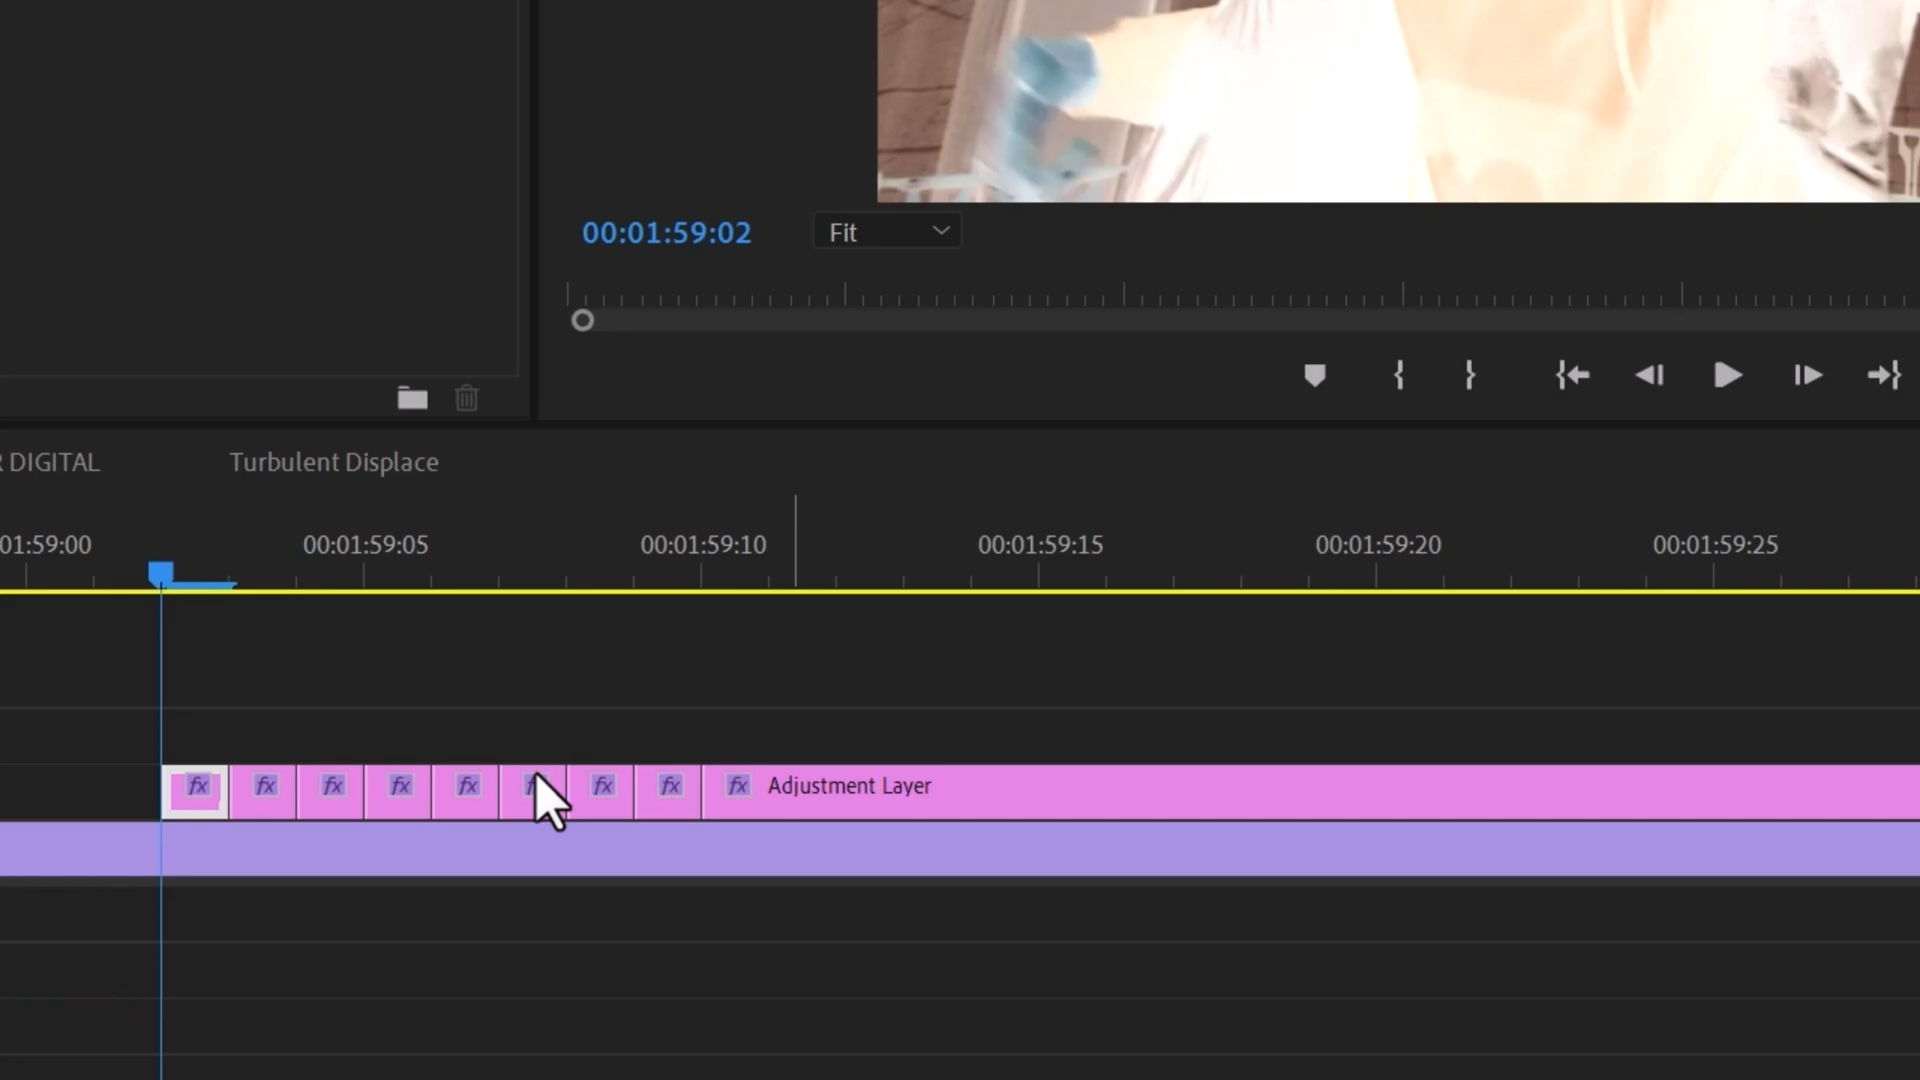 00:01:59:02 Fit
R DIGITAL Turbulent Displace
01:59:00 00:01:59:05 00:01:59:10 00:01:59:15 00:01:59:20 00:01:59:25
fx fx fx fx fx fx fx fx fx Adjustment Layer